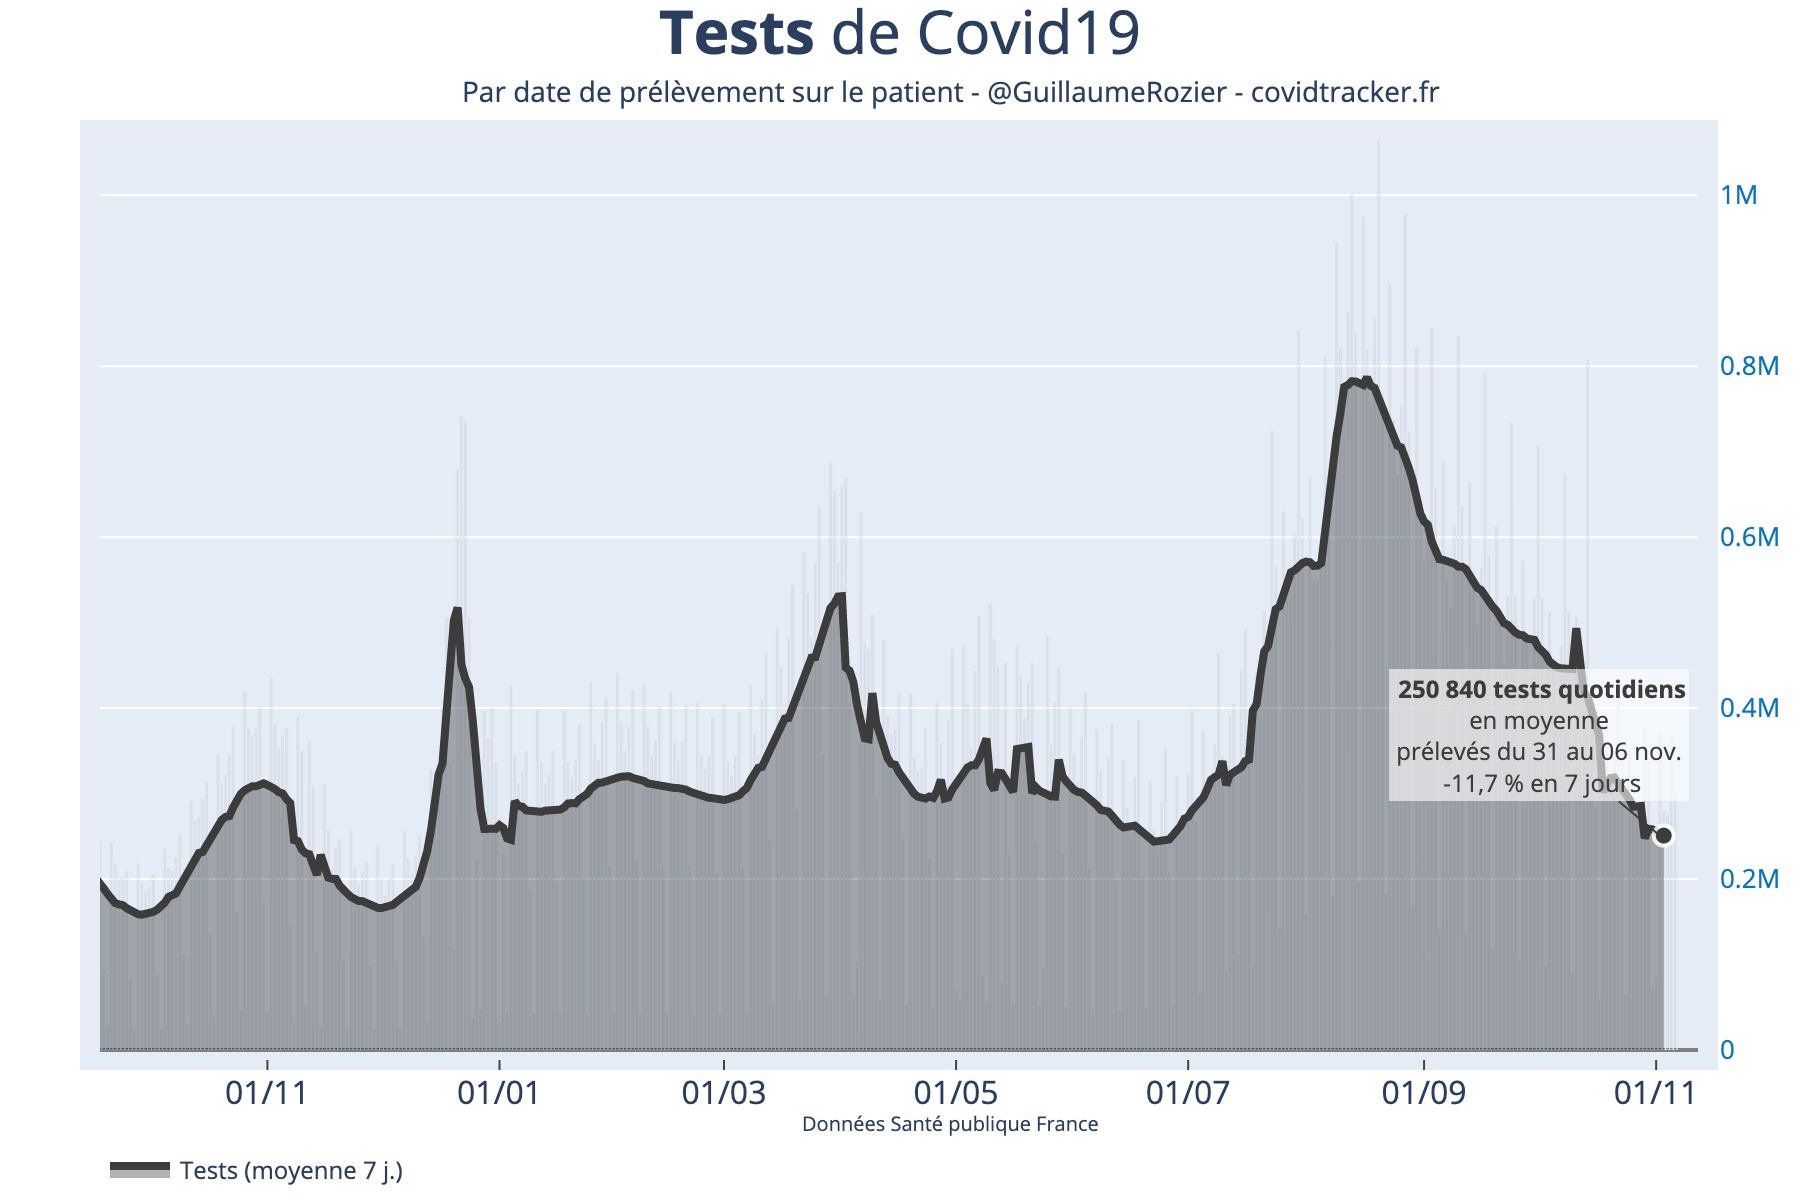 Tests de Covid19
Par date de prélèvement sur le patient - @GuillaumeRozier - covidtracker.fr
1M
0.8M
0.6M
250 840 tests quotidiens
en moyenne
prélevés du 31 au 06 nov.
-11,7 % en 7 jours
0.4M
0.2M
0
01/11
01/01
01/03
01/05
01/07
01/09
01/11
Données Santé publique France
Tests (moyenne 7 j.)